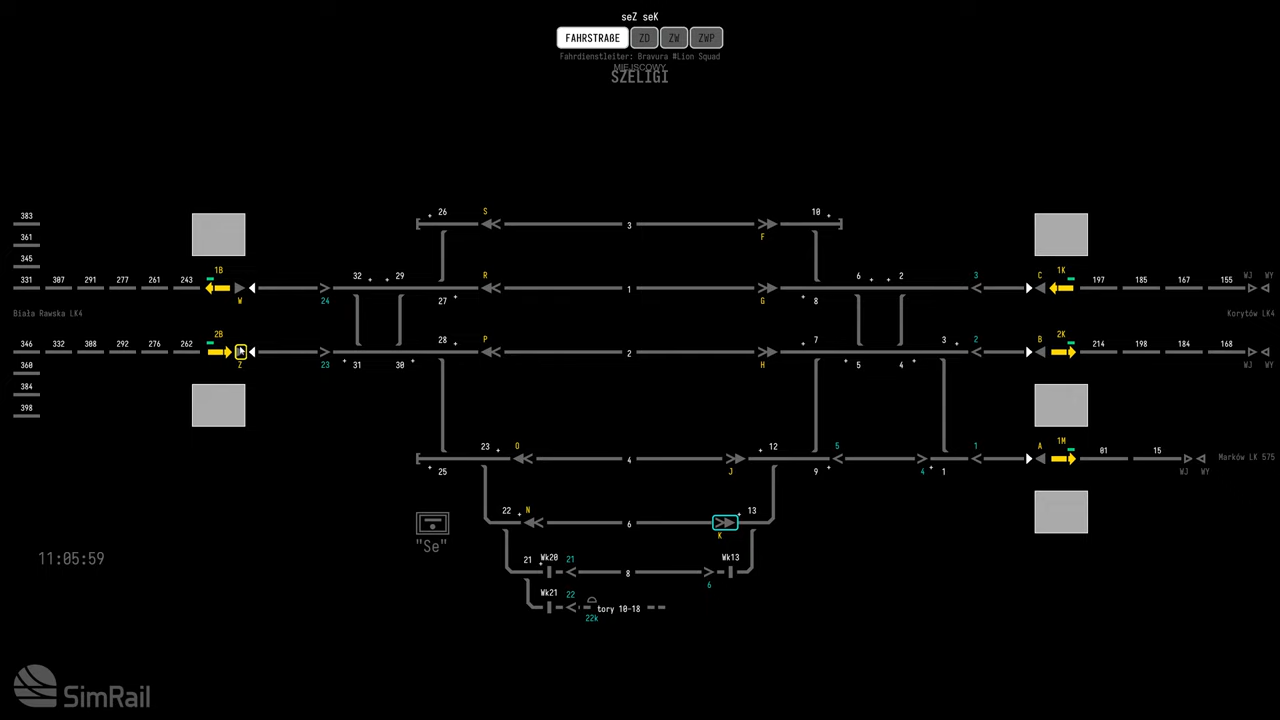 seZ seK
FAHRSTRAßE ZD ZW ZWP
Fahrdienstleiter: Bravura #Lion Squad
MIEJSCOWY
SZELIGI
383
361
345
331 307 291 277 261 243
1B
W
24
32 29
26
S
27
R
3
1
F
G
10
8
6 2
3
C
1K
197 185 167 155
WJ WY
Biała Rawska LK4
Korytów LK4
346 332 308 292 276 262
2B
Z
23
31 30
28
P
2
H
7
5 4
3
2
B
2K
214 198 184 168
WJ WY
360
384
398
25
23
O
4
J
12
9
5
4
1
1
A
1M
01 15
WJ WY
Marków LK 575
22
N
6
K
13
"Se"
21
Wk20
21
8
6
Wk13
Wk21
22
22k
tory 10-18
11:05:59
SimRail